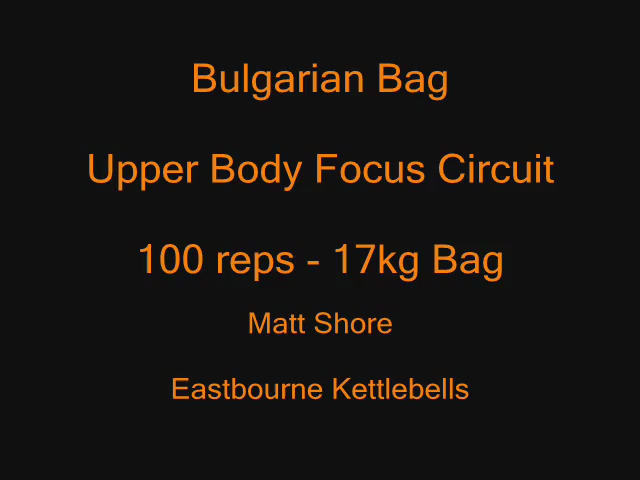 Bulgarian Bag
Upper Body Focus Circuit
100 reps - 17kg Bag
Matt Shore
Eastbourne Kettlebells